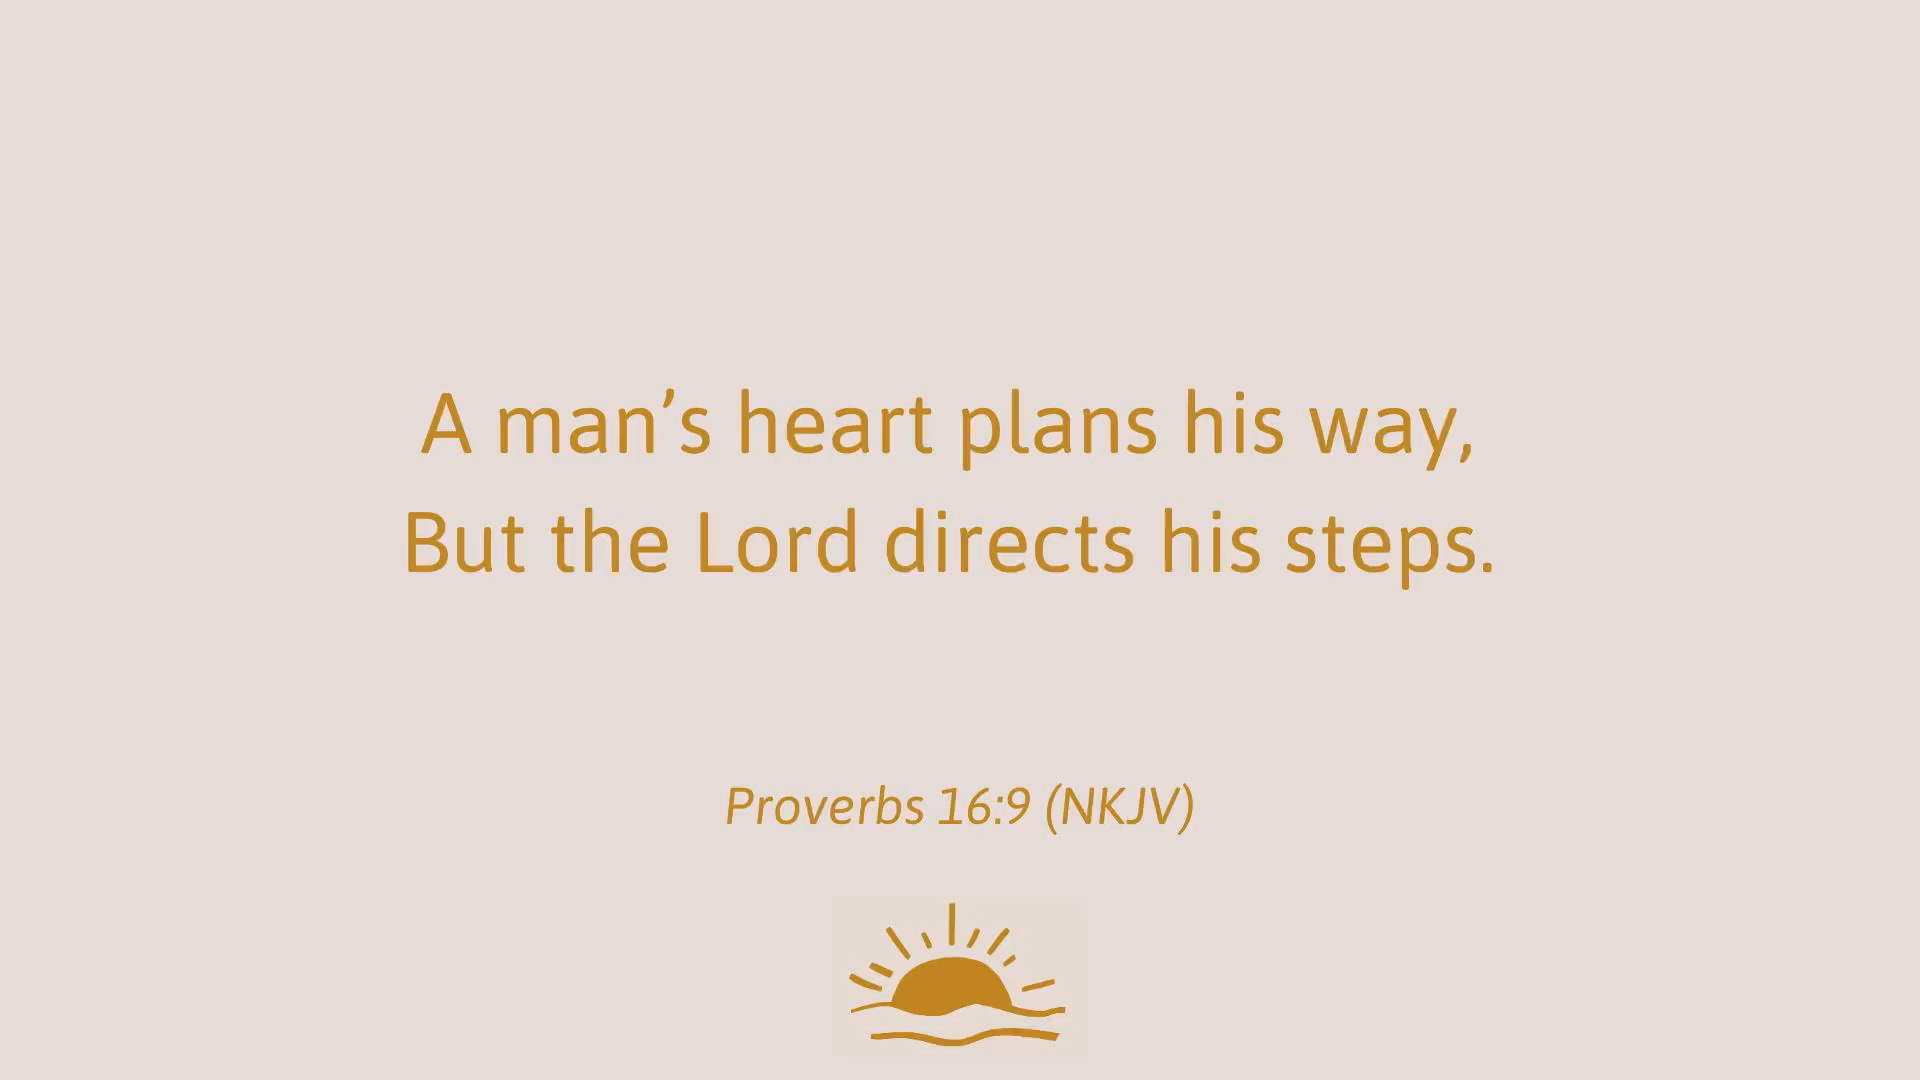 A man’s heart plans his way,
But the Lord directs his steps.
Proverbs 16:9 (NKJV)